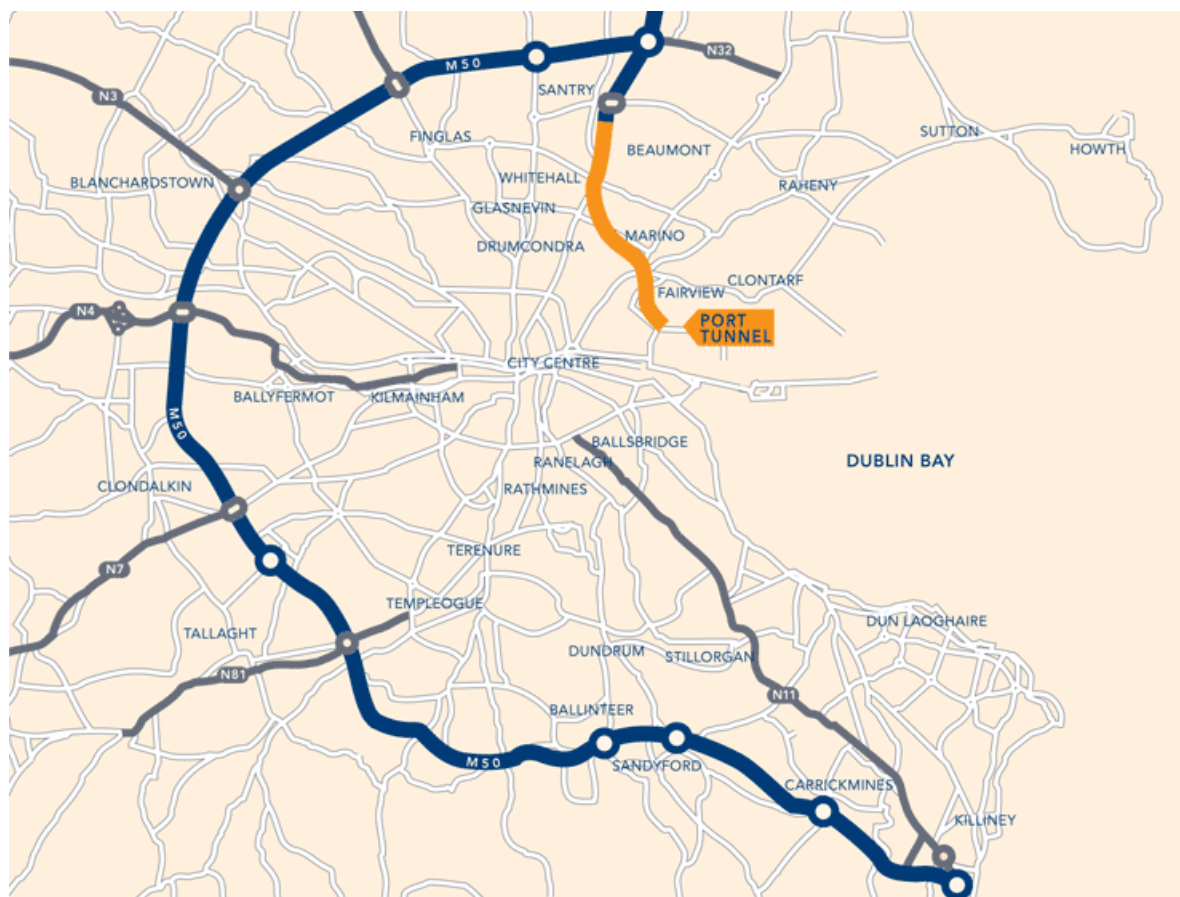 M50
N32
SANTRY
N3
FINGLAS
BEAUMONT
SUTTON
HOWTH
BLANCHARDSTOWN
WHITEHALL
RAHENY
GLASNEVIN
MARINO
DRUMCONDRA
CLONTARF
FAIRVIEW
N4
PORT
TUNNEL
CITY CENTRE
BALLYFERMOT
KILMAINHAM
M50
BALLSBRIDGE
RANELAGH
DUBLIN BAY
CLONDALKIN
RATHMINES
TERENURE
N7
TEMPLEOGUE
DUN LAOGHAIRE
TALLAGHT
DUNDRUM
STILLORGAN
N81
N11
BALLINTEER
M50
SANDYFORD
CARRICKMINES
KILLINEY